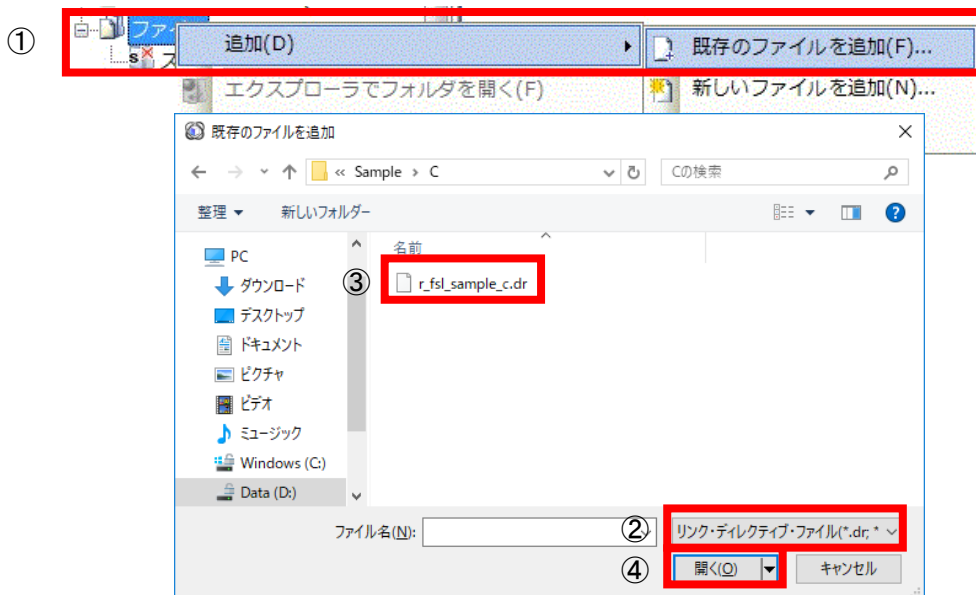 ①
ファイ
追加(D)
既存のファイルを追加(F)...
エクスプローラでフォルダを開く(F)
新しいファイルを追加(N)...
既存のファイルを追加
« Sample › C
Cの検索
整理
新しいフォルダー
PC
名前
③
r_fsl_sample_c.dr
ダウンロード
デスクトップ
ドキュメント
ピクチャ
ビデオ
ミュージック
Windows (C:)
Data (D:)
ファイル名(N):
②
リンク・ディレクティブ・ファイル(*.dr; *
④
開く(O)
キャンセル